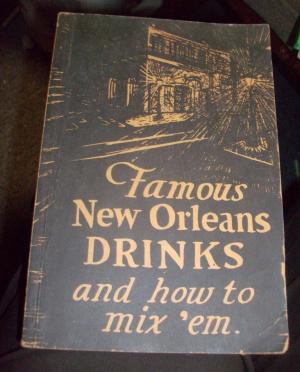 Famous
New Orleans
DRINKS
and how to
mix 'em.